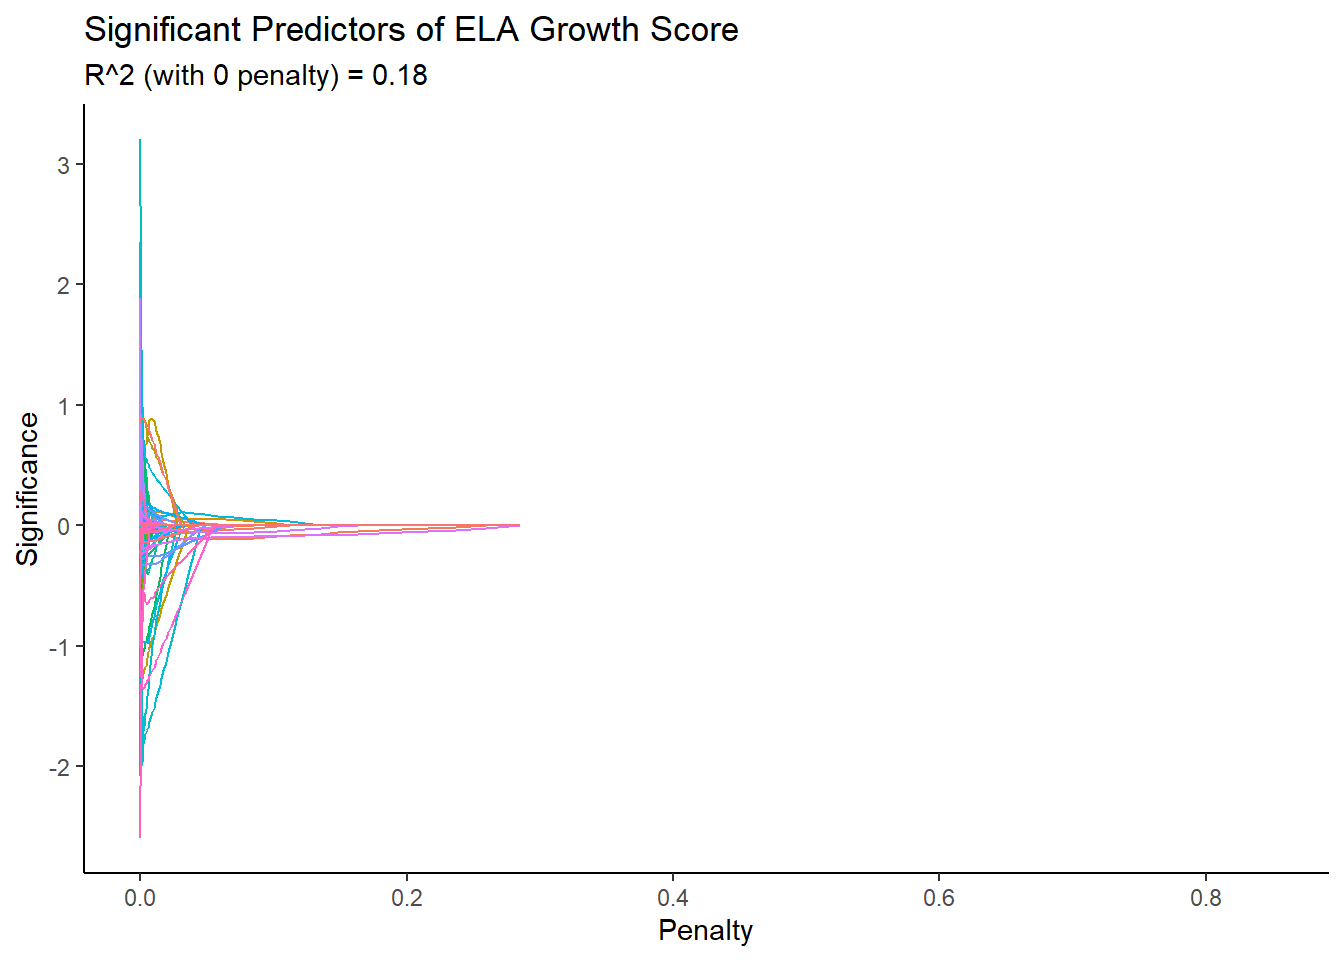 Significant Predictors of ELA Growth Score
R^2 (with 0 penalty) = 0.18
Significance
3
2
1
0
-1
-2
0.0 0.2 0.4 0.6 0.8
Penalty